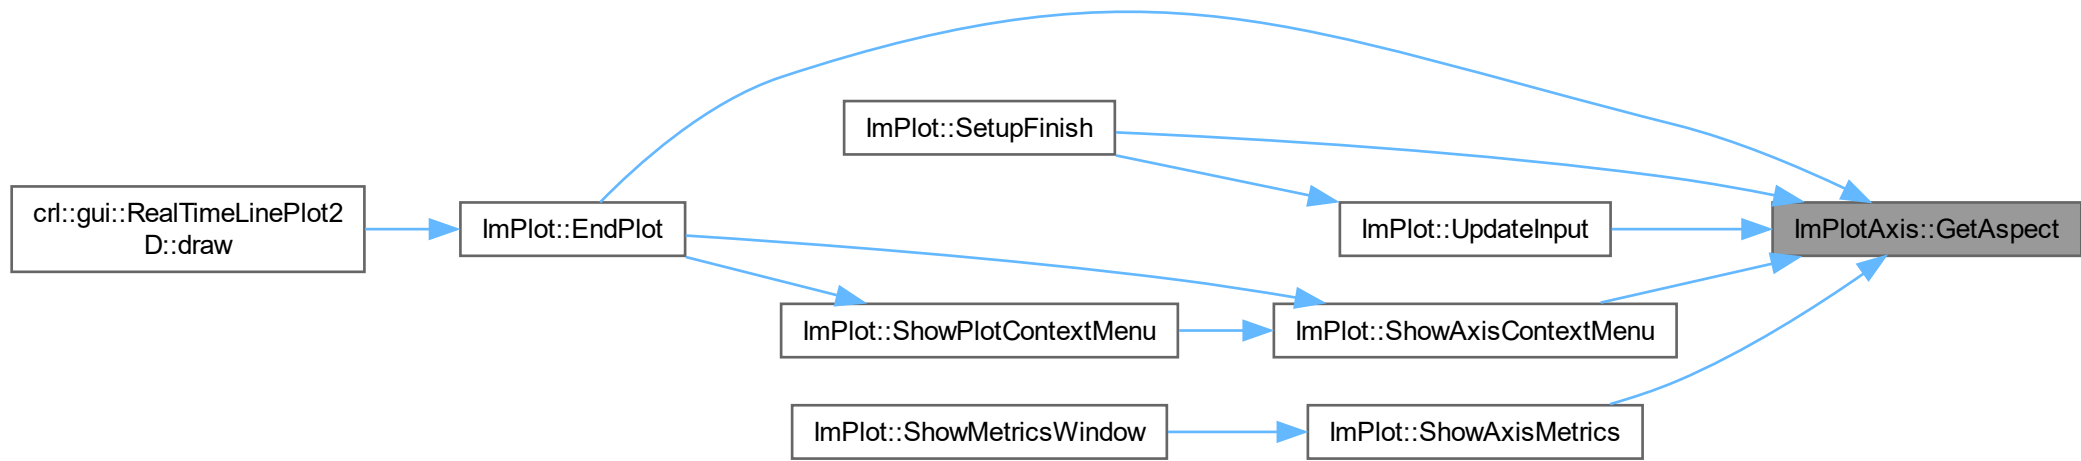 ImPlot::SetupFinish
crl::gui::RealTimeLinePlot2
D::draw
ImPlot::EndPlot
ImPlot::UpdateInput
ImPlotAxis::GetAspect
ImPlot::ShowPlotContextMenu
ImPlot::ShowAxisContextMenu
ImPlot::ShowMetricsWindow
ImPlot::ShowAxisMetrics